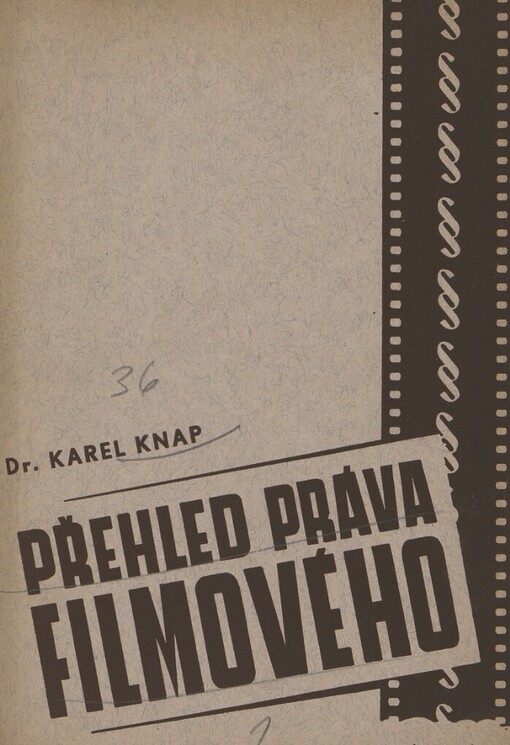 36
Dr. KAREL KNAP
PŘEHLED PRÁVA
FILMOVÉHO